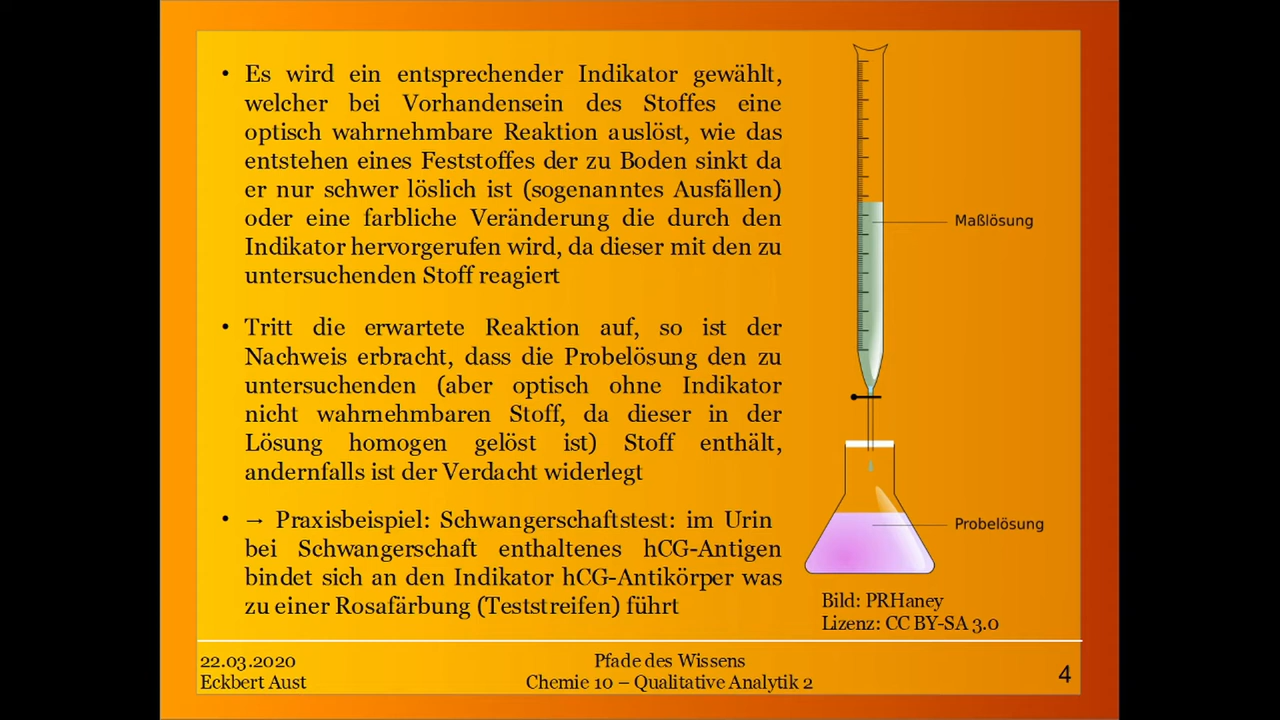 • Es wird ein entsprechender Indikator gewählt,
welcher bei Vorhandensein des Stoffes eine
optisch wahrnehmbare Reaktion auslöst, wie das
entstehen eines Feststoffes der zu Boden sinkt da
er nur schwer löslich ist (sogenanntes Ausfällen)
oder eine farbliche Veränderung die durch den
Indikator hervorgerufen wird, da dieser mit den zu
untersuchenden Stoff reagiert
• Tritt die erwartete Reaktion auf, so ist der
Nachweis erbracht, dass die Probelösung den zu
untersuchenden (aber optisch ohne Indikator
nicht wahrnehmbaren Stoff, da dieser in der
Lösung homogen gelöst ist) Stoff enthält,
andernfalls ist der Verdacht widerlegt
• → Praxisbeispiel: Schwangerschaftstest: im Urin
bei Schwangerschaft enthaltenes hCG-Antigen
bindet sich an den Indikator hCG-Antikörper was
zu einer Rosafärbung (Teststreifen) führt
Maßlösung
Probelösung
Bild: PRHaney
Lizenz: CC BY-SA 3.0
22.03.2020
Eckbert Aust
Pfade des Wissens
Chemie 10 – Qualitative Analytik 2
4